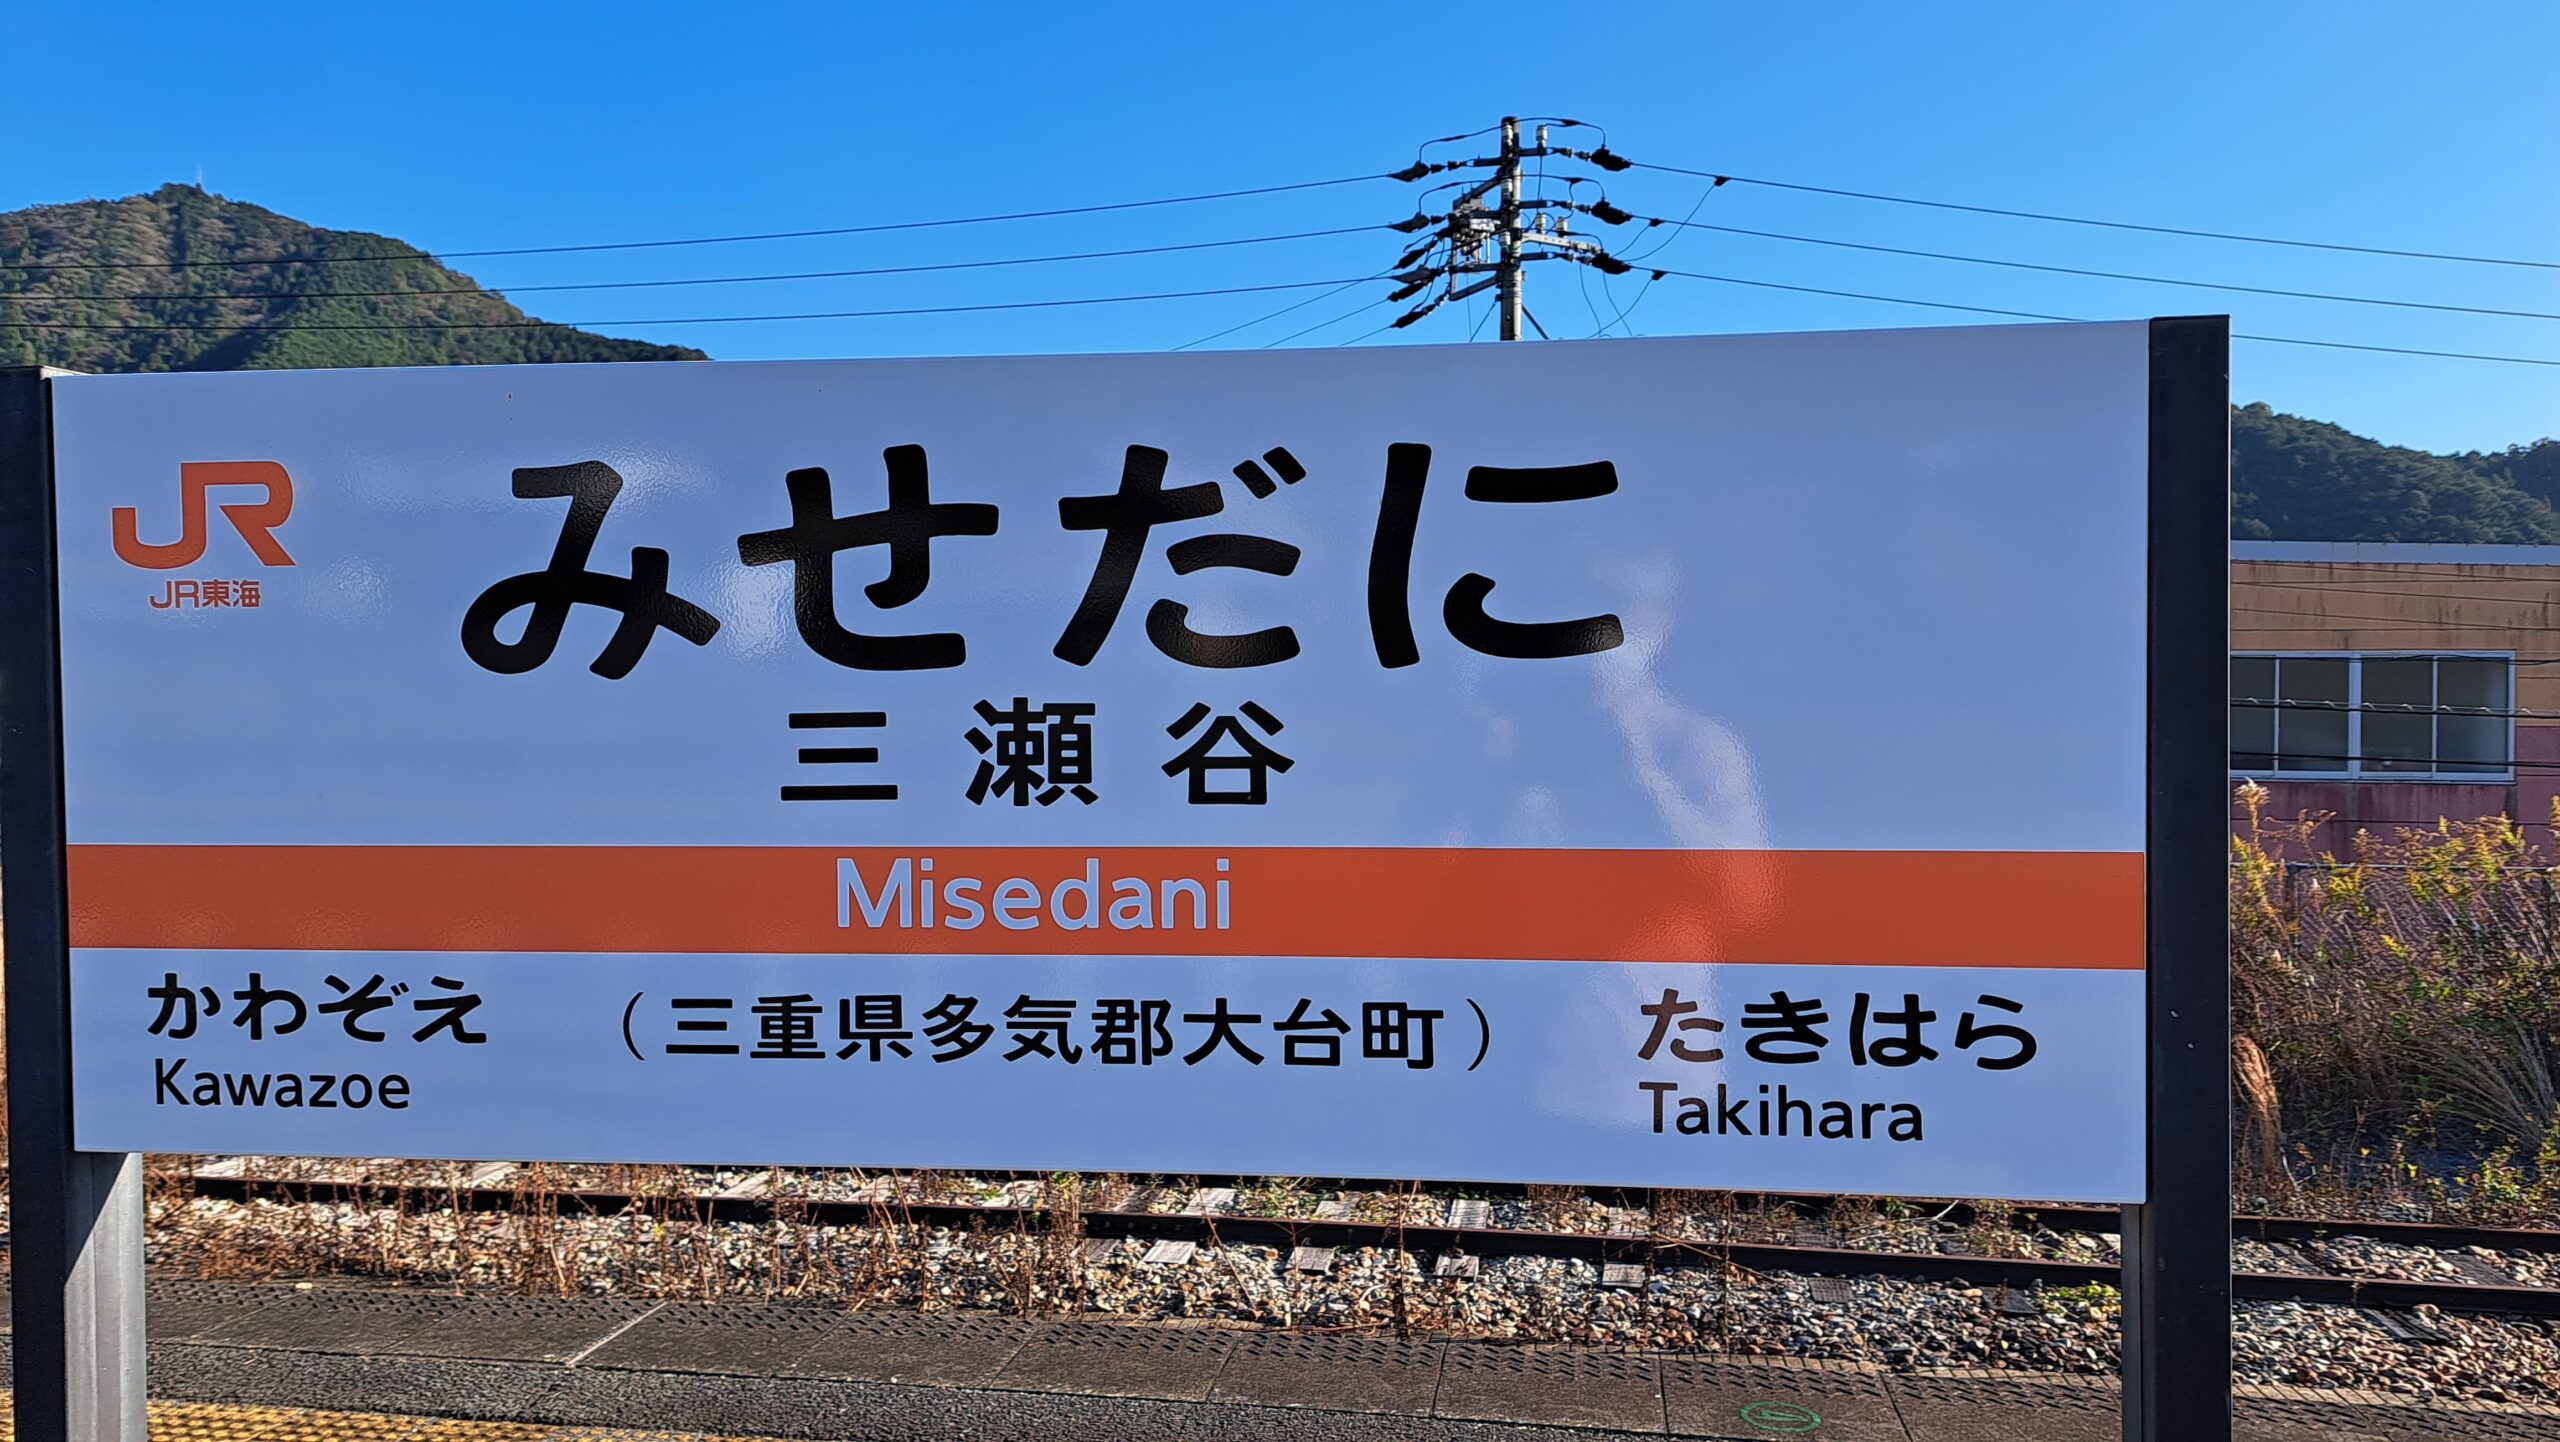 JR
JR東海
みせだに
三瀬谷
Misedani
かわぞえ
Kawazoe
(三重県多気郡大台町)
たきはら
Takihara